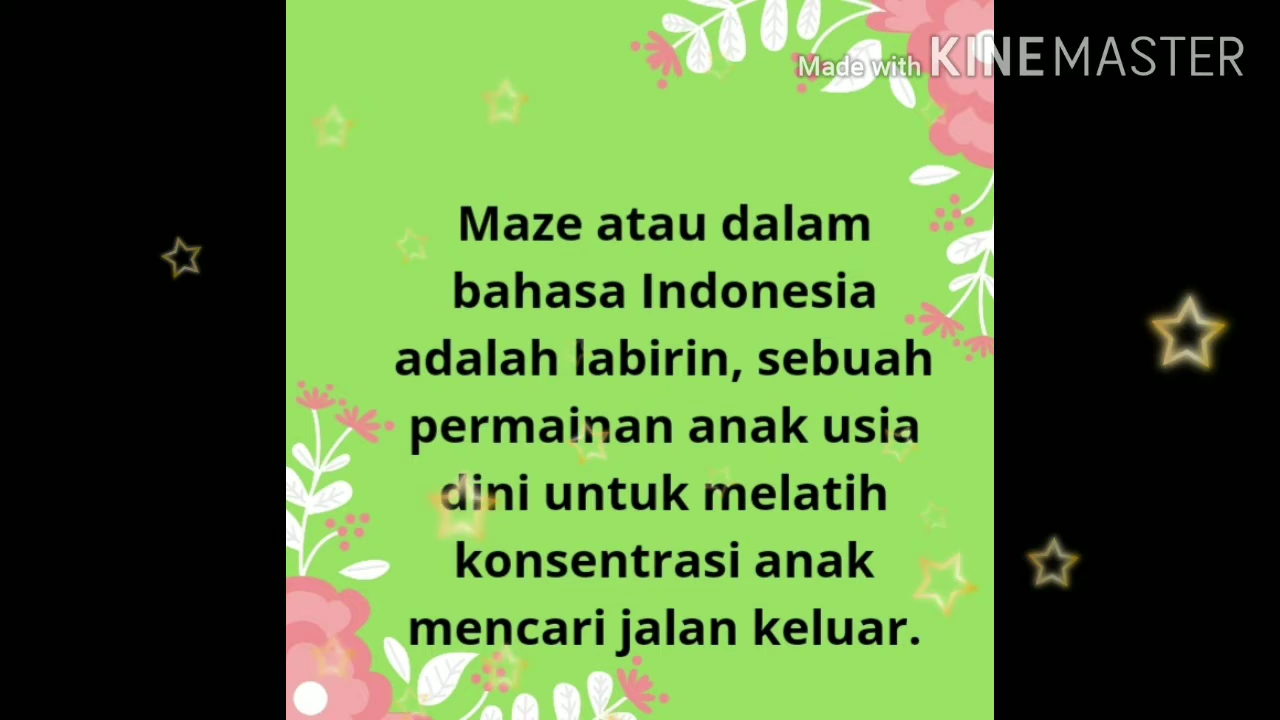 Made with KINEMASTER
Maze atau dalam
bahasa Indonesia
adalah labirin, sebuah
permainan anak usia
dini untuk melatih
konsentrasi anak
mencari jalan keluar.